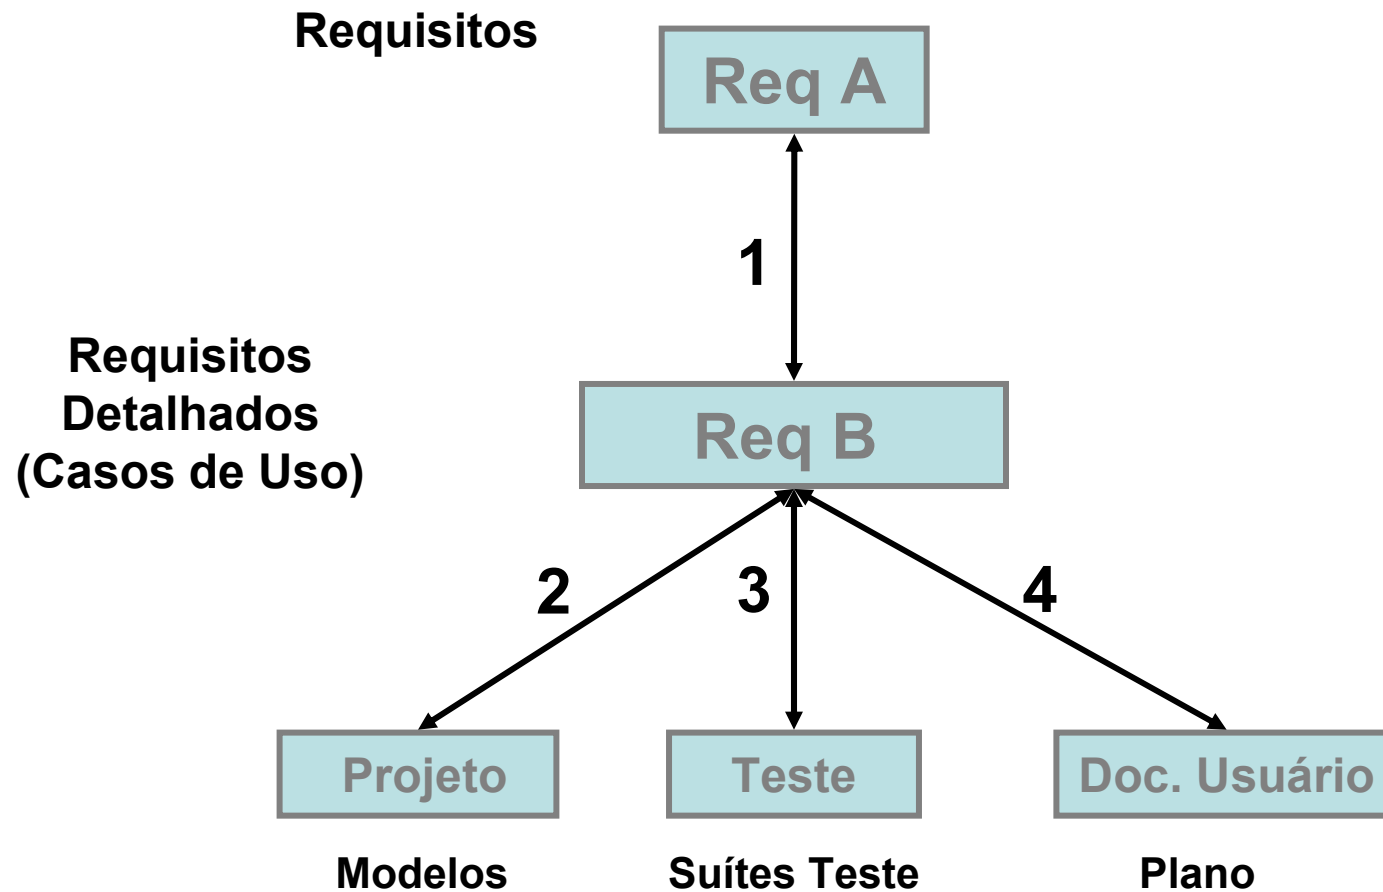 Requisitos
Req A
1
Requisitos
Detalhados
(Casos de Uso)
Req B
2
3
4
Projeto
Teste
Doc. Usuário
Modelos
Suítes Teste
Plano